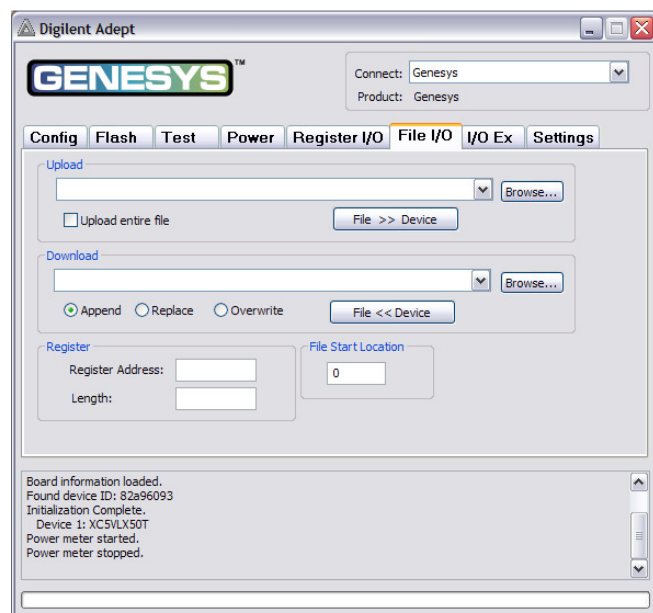 Digilent Adept
GENESYS™
Connect: Genesys
Product: Genesys
Config Flash Test Power Register I/O File I/O I/O Ex Settings
Upload
Browse...
Upload entire file
File >> Device
Download
Browse...
Append Replace Overwrite
File << Device
Register
File Start Location
Register Address:
0
Length:
Board information loaded.
Found device ID: 82a96093
Initialization Complete.
Device 1: XC5VLX50T
Power meter started.
Power meter stopped.